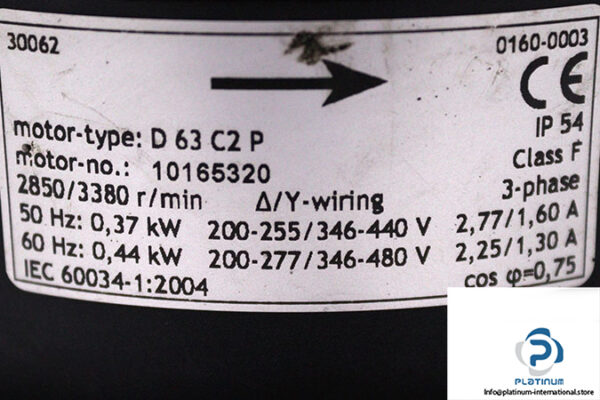 30062 0160-0003
CE
motor-type: D 63 C2 P IP 54
motor-no.: 10165320 Class F
2850/3380 r/min Δ/Y-wiring 3-phase
50 Hz: 0,37 kW 200-255/346-440 V 2,77/1,60 A
60 Hz: 0,44 kW 200-277/346-480 V 2,25/1,30 A
IEC 60034-1:2004 cos φ=0,75
PLATINUM
Info@platinum-international.store